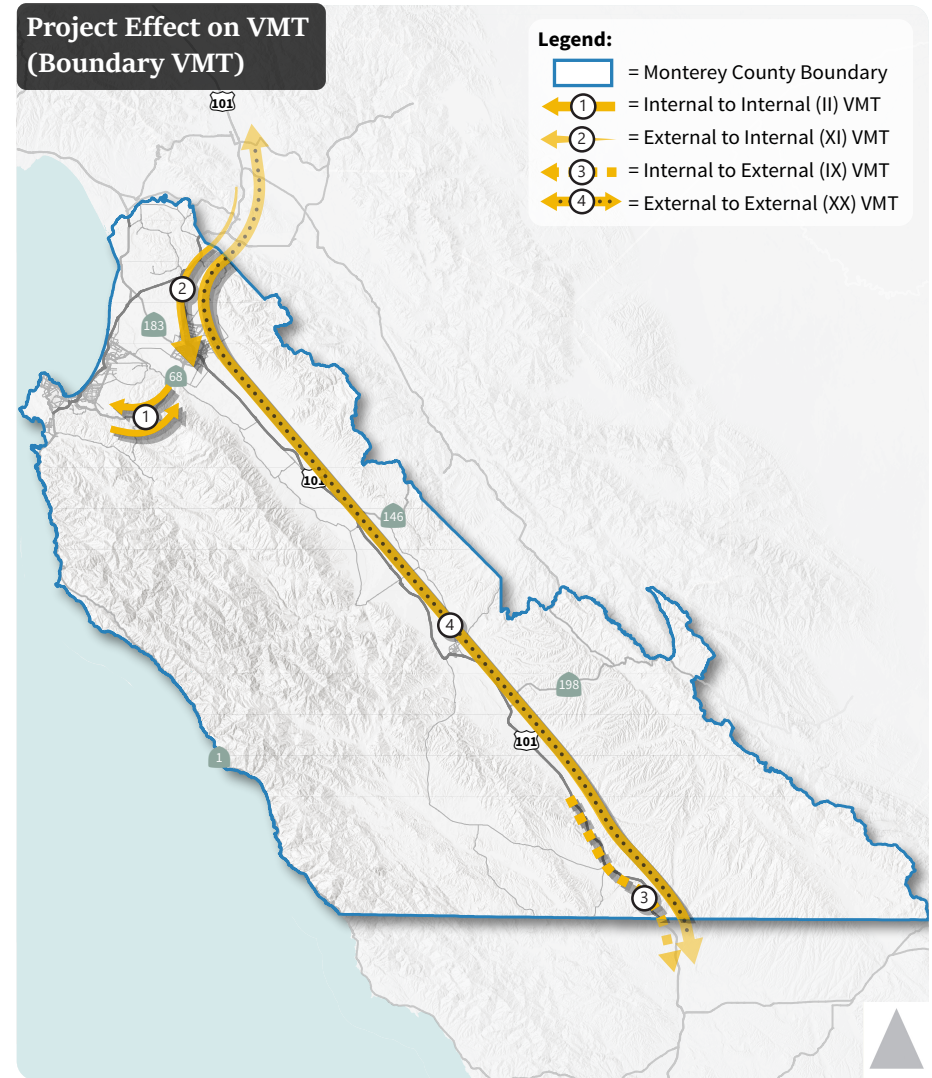 Project Effect on VMT
(Boundary VMT)
Legend:
= Monterey County Boundary
1 = Internal to Internal (II) VMT
2 = External to Internal (XI) VMT
3 = Internal to External (IX) VMT
4 = External to External (XX) VMT
101
2
183
68
1
101
146
4
198
101
1
3